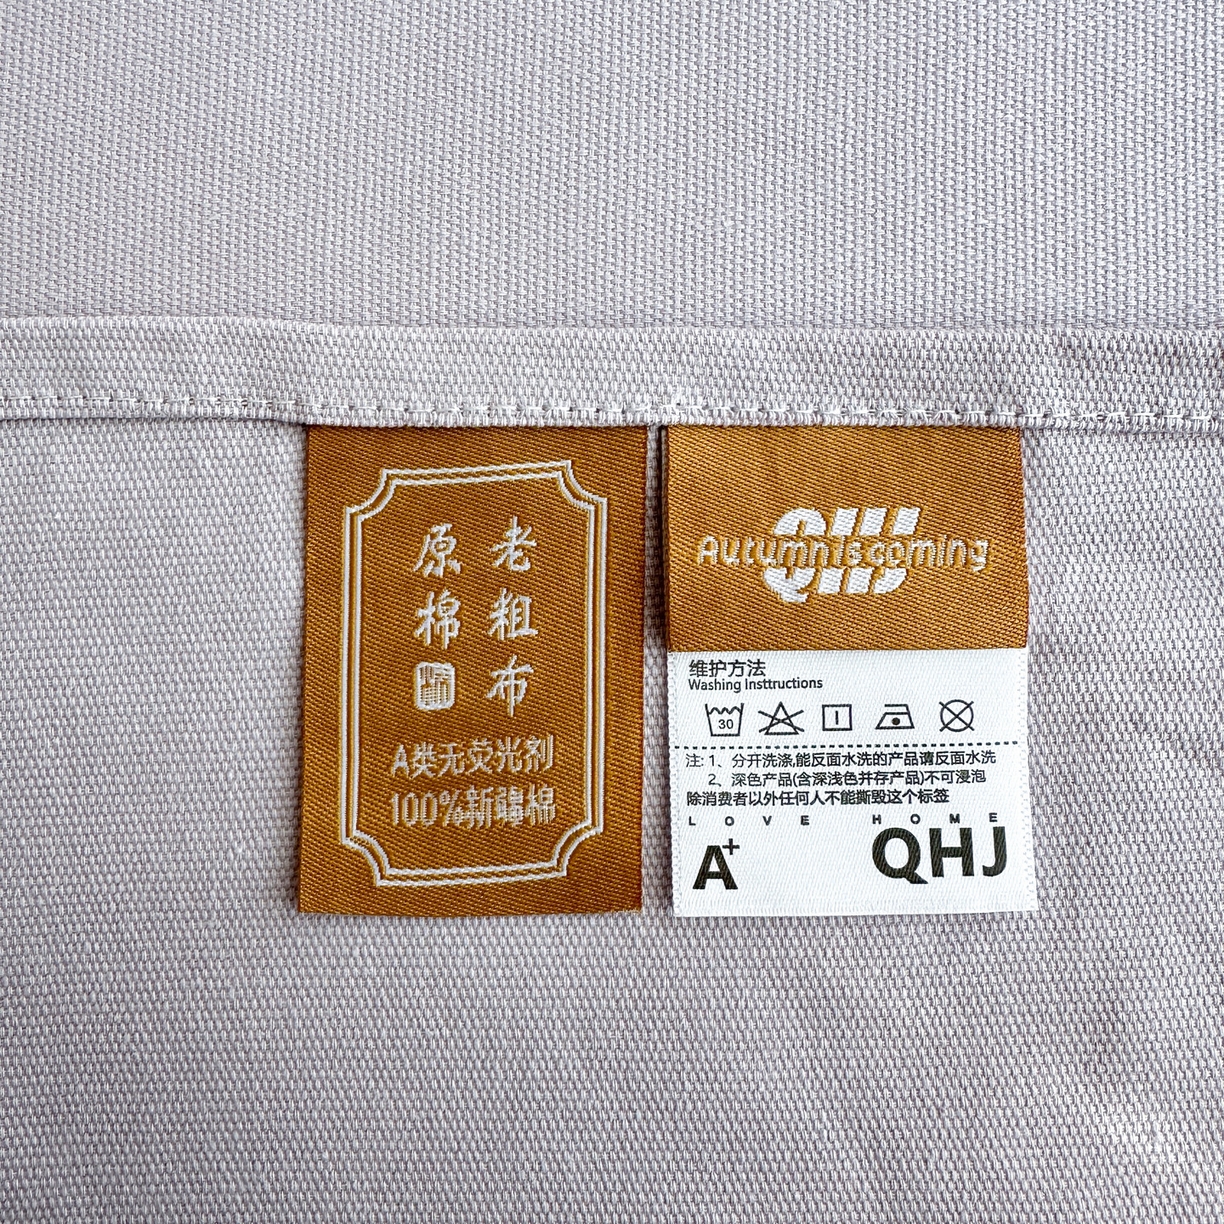 老粗布
原棉
A类无荧光剂
100%新疆棉
QHJ
Autumn is coming
维护方法
Washing Insttructions
30
注: 1、分开洗涤,能反面水洗的产品请反面水洗
2、深色产品(含深浅色并存产品)不可浸泡
除消费者以外任何人不能撕毁这个标签
LOVE HOME
A+ QHJ